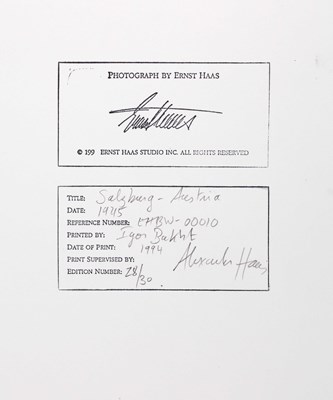 PHOTOGRAPH BY ERNST HAAS
Ernst Haas
© 199 ERNST HAAS STUDIO INC. ALL RIGHTS RESERVED
TITLE: Salzburg - Austria
DATE: 1945
REFERENCE NUMBER: EHBW-00010
PRINTED BY: Igor Bakht
DATE OF PRINT: 1994
PRINT SUPERVISED BY: Alexander Haas
EDITION NUMBER: 28/30